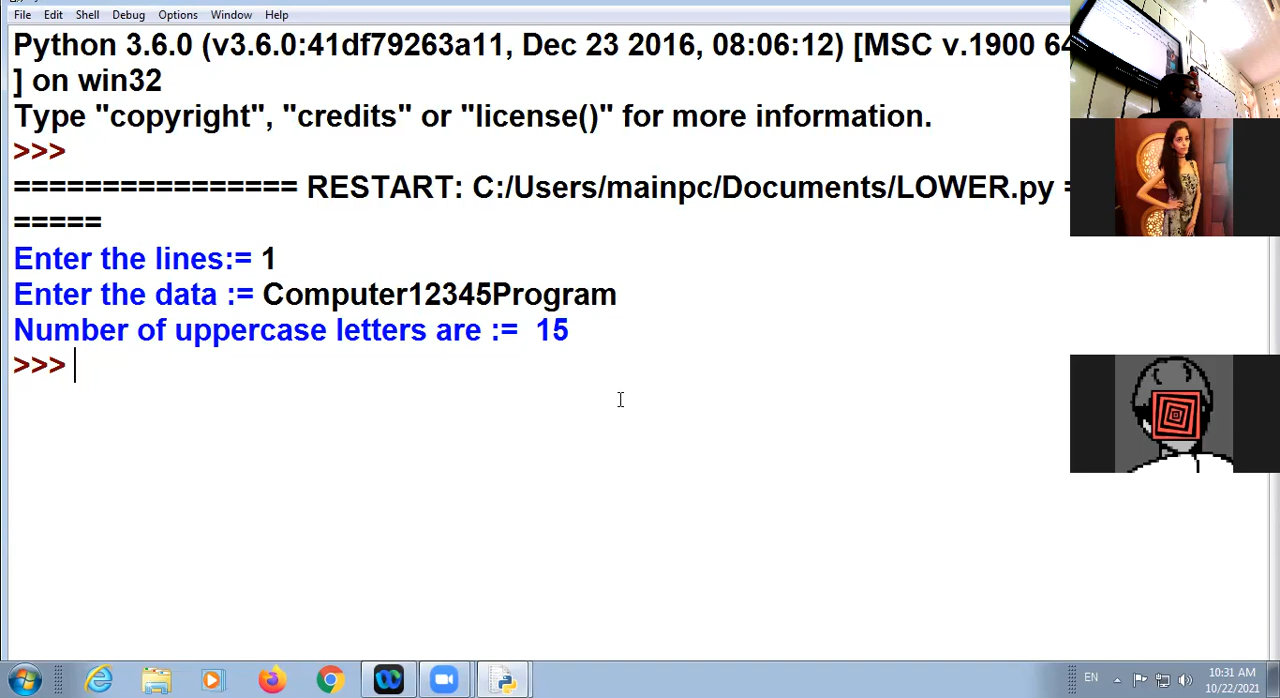 File Edit Shell Debug Options Window Help
Python 3.6.0 (v3.6.0:41df79263a11, Dec 23 2016, 08:06:12) [MSC v.1900 64
] on win32
Type "copyright", "credits" or "license()" for more information.
>>>
================ RESTART: C:/Users/mainpc/Documents/LOWER.py =
=====
Enter the lines:= 1
Enter the data := Computer12345Program
Number of uppercase letters are := 15
>>>
EN
10:31 AM
10/22/2021